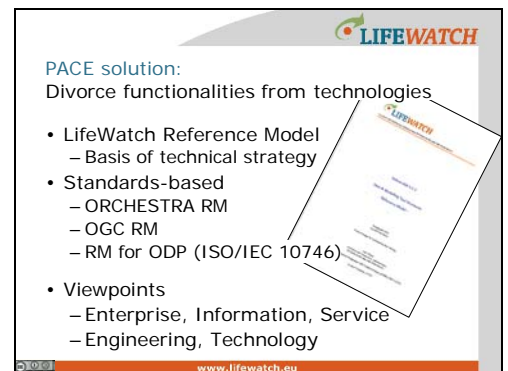 LIFEWATCH
PACE solution:
Divorce functionalities from technologies
• LifeWatch Reference Model
– Basis of technical strategy
• Standards-based
– ORCHESTRA RM
– OGC RM
– RM for ODP (ISO/IEC 10746)
• Viewpoints
– Enterprise, Information, Service
– Engineering, Technology
LIFEWATCH
www.lifewatch.eu